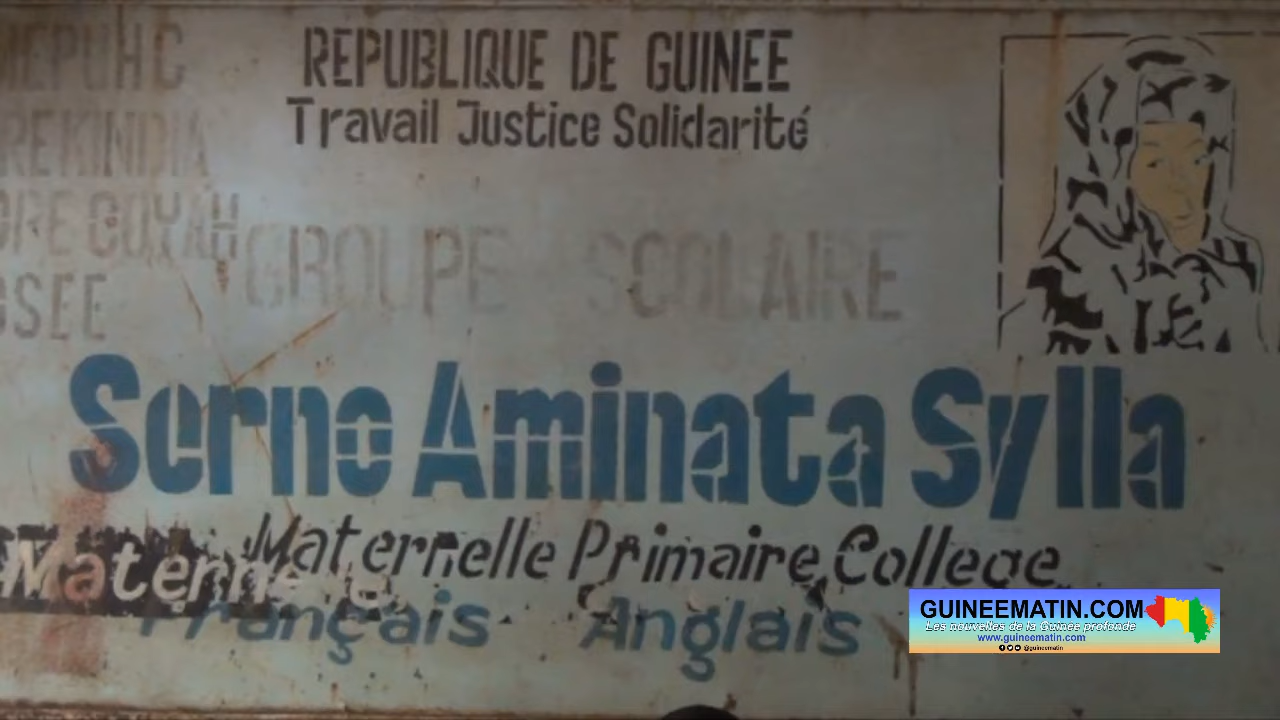 REPUBLIQUE DE GUINEE
Travail Justice Solidarité
GROUPE SCOLAIRE
Serno Aminata Sylla
Maternelle Primaire College
Maternelle
Français Anglais
GUINEEMATIN.COM
Les nouvelles de la Guinée profonde
www.guineematin.com
@guineematin